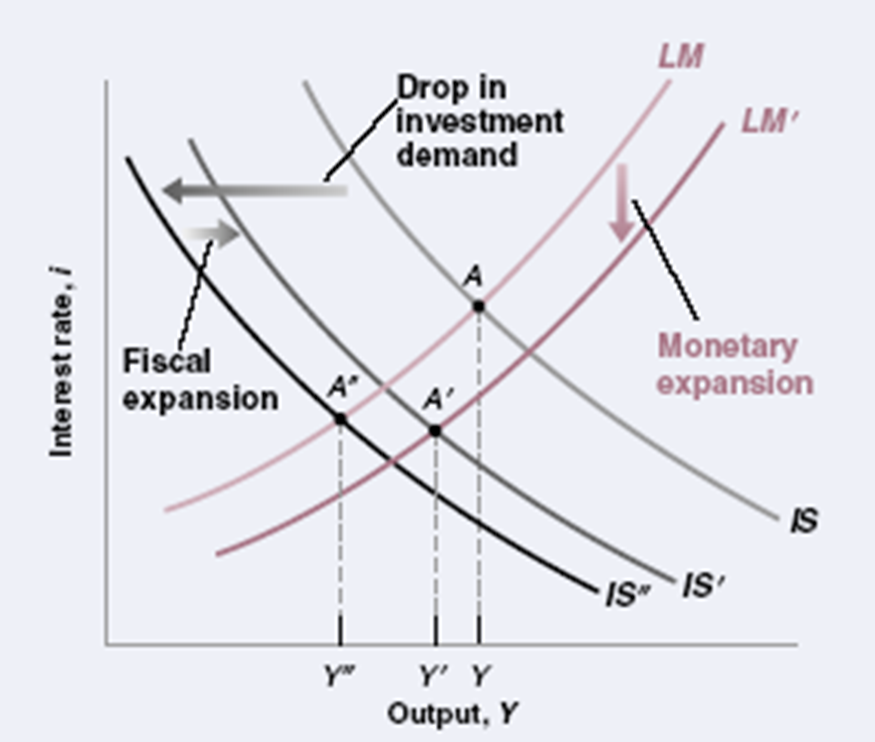 LM
Drop in
investment
demand
LM′
A
Interest rate, i
Fiscal
expansion
Monetary
expansion
A″
A′
IS
IS″
IS′
Y″
Y′
Y
Output, Y